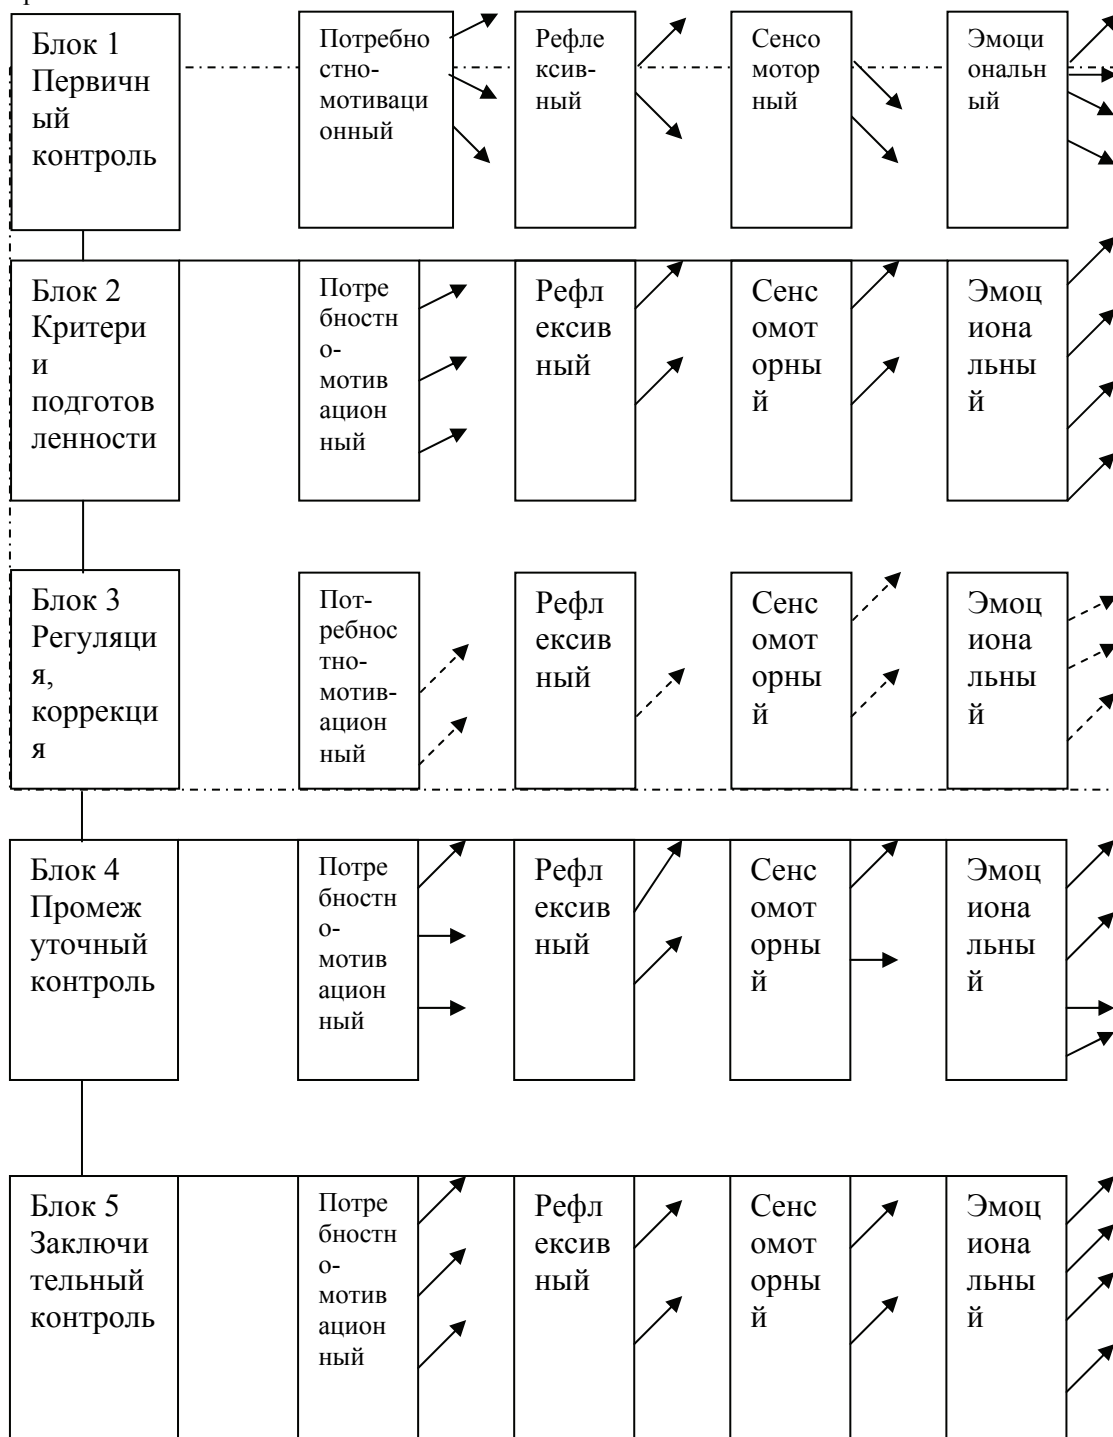 Блок 1
Первичн
ый
контроль
Потребно
стно-
мотиваци
онный
Рефле
ксив-
ный
Сенсо
мотор
ный
Эмоци
ональн
ый
Блок 2
Критери
и
подготов
ленности
Потре
бностн
о-
мотив
ацион
ный
Рефл
ексив
ный
Сенс
омот
орны
й
Эмоц
иона
льны
й
Блок 3
Регуляци
я,
коррекци
я
Пот-
ребнос
тно-
мотив-
ацион
ный
Рефл
ексив
ный
Сенс
омот
орны
й
Эмоц
иона
льны
й
Блок 4
Промеж
уточный
контроль
Потре
бностн
о-
мотив
ацион
ный
Рефл
ексив
ный
Сенс
омот
орны
й
Эмоц
иона
льны
й
Блок 5
Заключи
тельный
контроль
Потре
бностн
о-
мотив
ацион
ный
Рефл
ексив
ный
Сенс
омот
орны
й
Эмоц
иона
льны
й